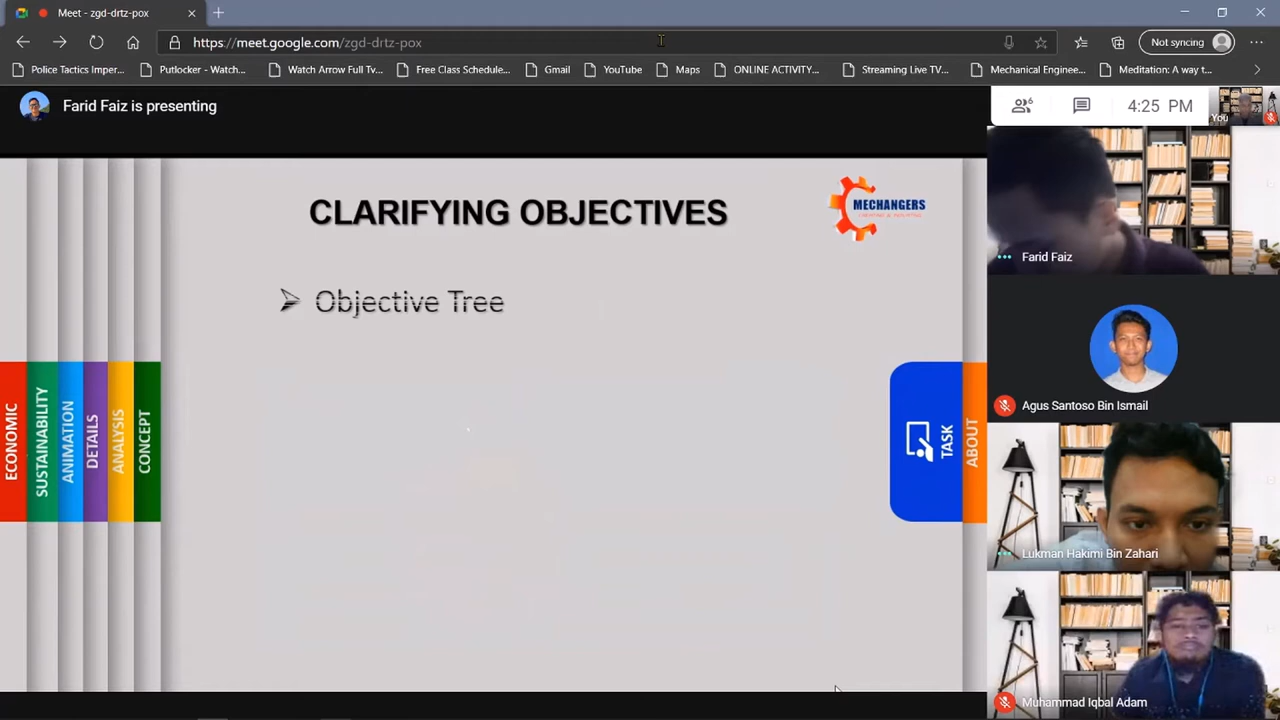 Meet - zgd-drtz-pox
https://meet.google.com/zgd-drtz-pox
Not syncing
Police Tactics Imper...
Putlocker - Watch...
Watch Arrow Full Tv...
Free Class Schedule...
Gmail
YouTube
Maps
ONLINE ACTIVITY...
Streaming Live TV...
Mechanical Enginee...
Meditation: A way t...
Farid Faiz is presenting
6
4:25 PM
You
CLARIFYING OBJECTIVES
MECHANGERS
Objective Tree
ECONOMIC
SUSTAINABILITY
ANIMATION
DETAILS
ANALYSIS
CONCEPT
TASK
ABOUT
Farid Faiz
Agus Santoso Bin Ismail
Lukman Hakimi Bin Zahari
Muhammad Iqbal Adam